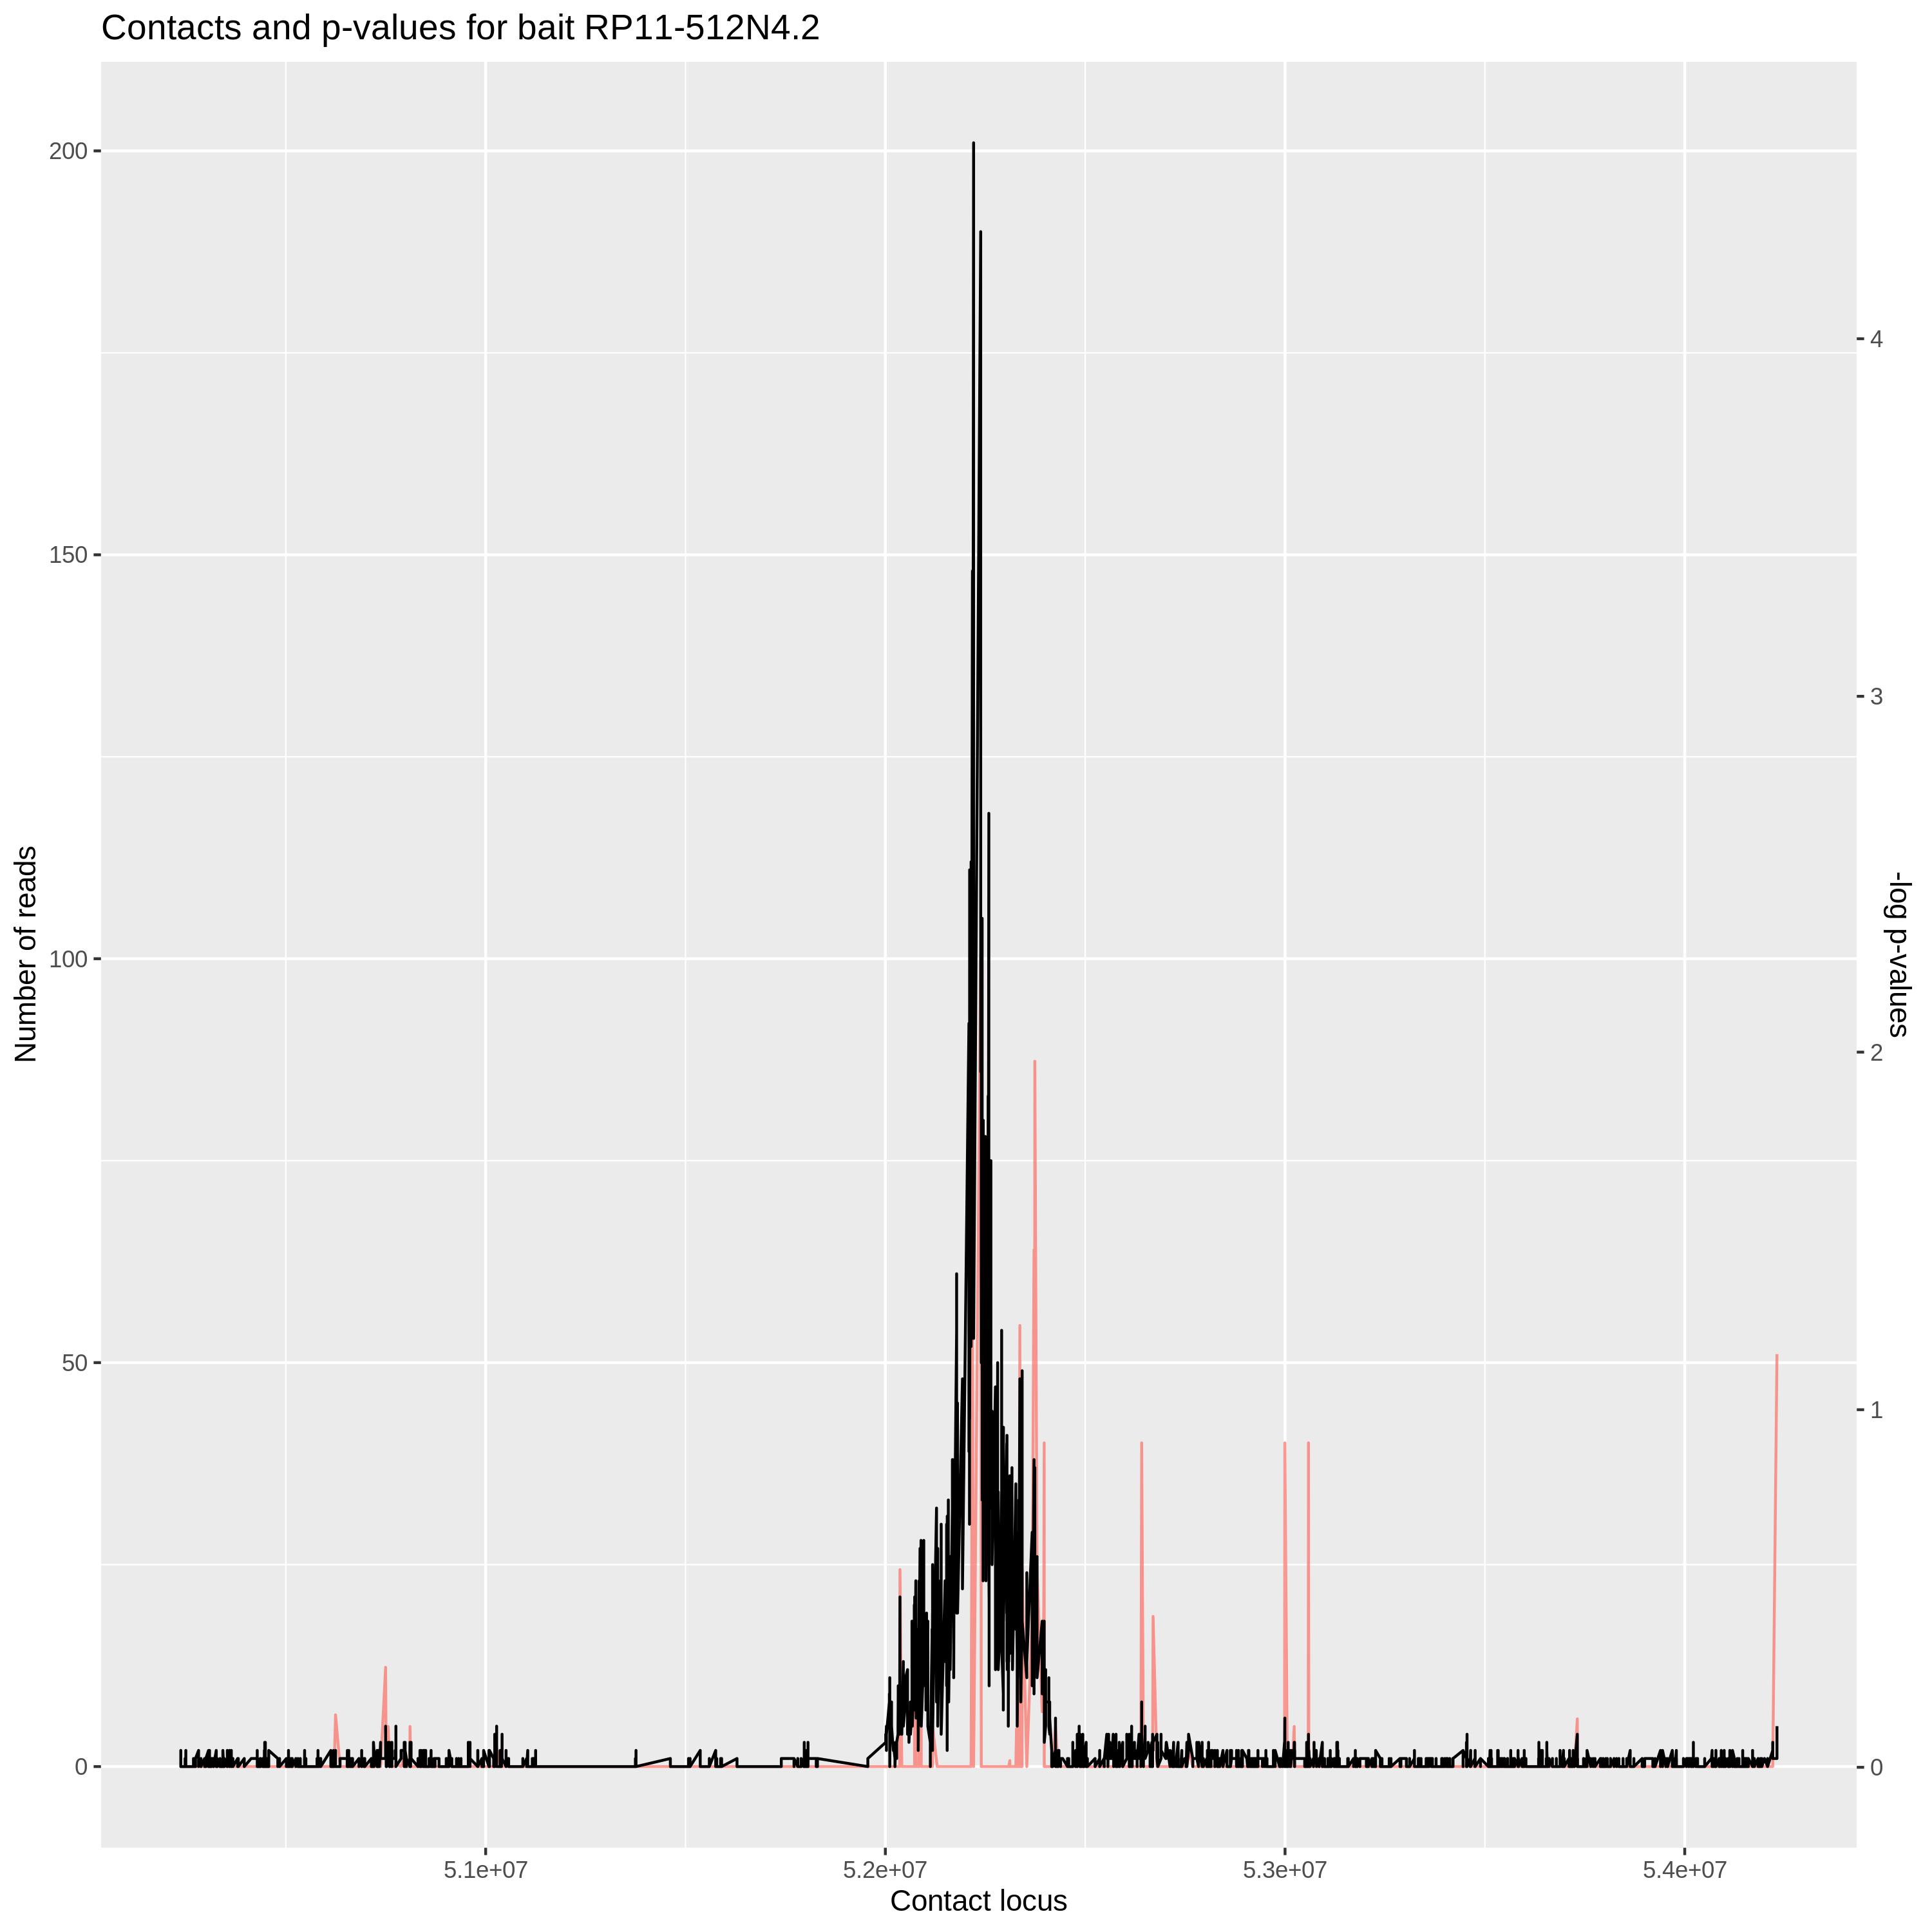 Contacts and p-values for bait RP11-512N4.2
200
150
100
50
0
Number of reads
4
3
2
1
0
-log p-values
5.1e+07
5.2e+07
5.3e+07
5.4e+07
Contact locus